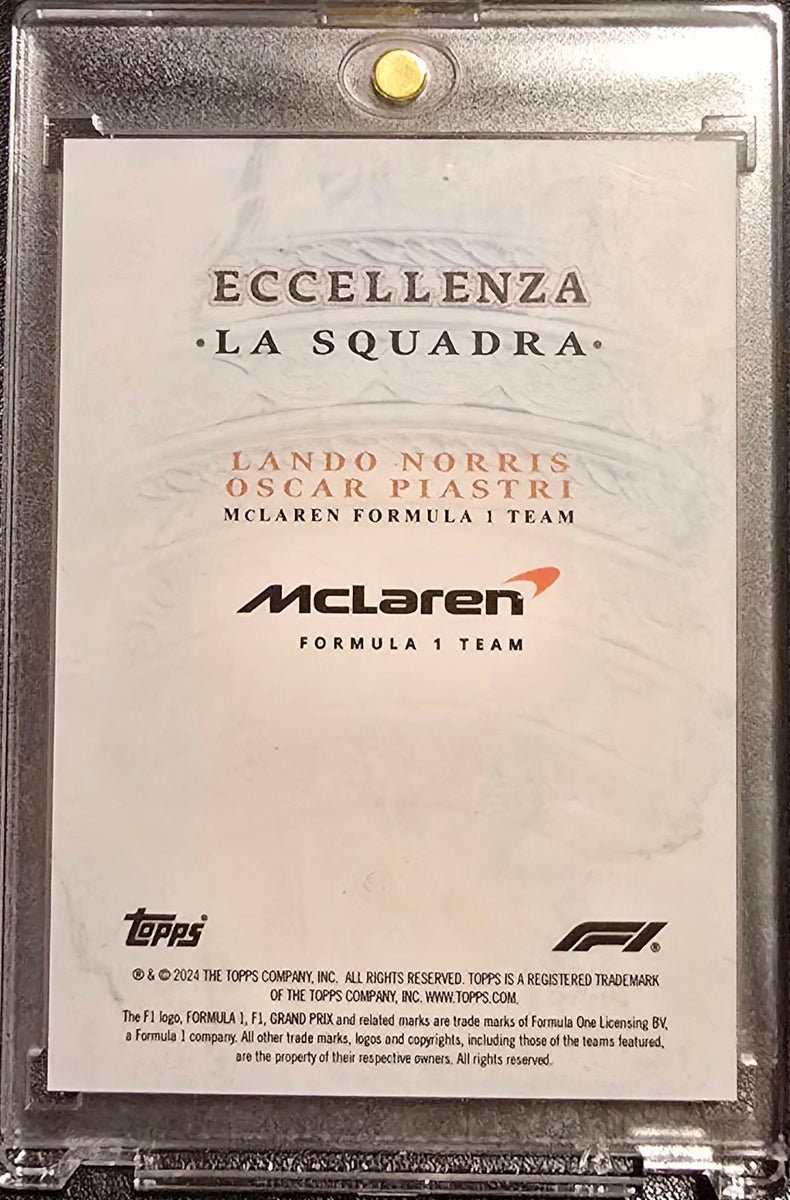 ECCELLENZA
·LA SQUADRA·
LANDO NORRIS
OSCAR PIASTRI
MCLAREN FORMULA 1 TEAM
McLaren
FORMULA 1 TEAM
topps®
F1®
® & © 2024 THE TOPPS COMPANY, INC. ALL RIGHTS RESERVED. TOPPS IS A REGISTERED TRADEMARK
OF THE TOPPS COMPANY, INC. WWW.TOPPS.COM.
The F1 logo, FORMULA 1, F1, GRAND PRIX and related marks are trade marks of Formula One Licensing BV,
a Formula 1 company. All other trade marks, logos and copyrights, including those of the teams featured,
are the property of their respective owners. All rights reserved.